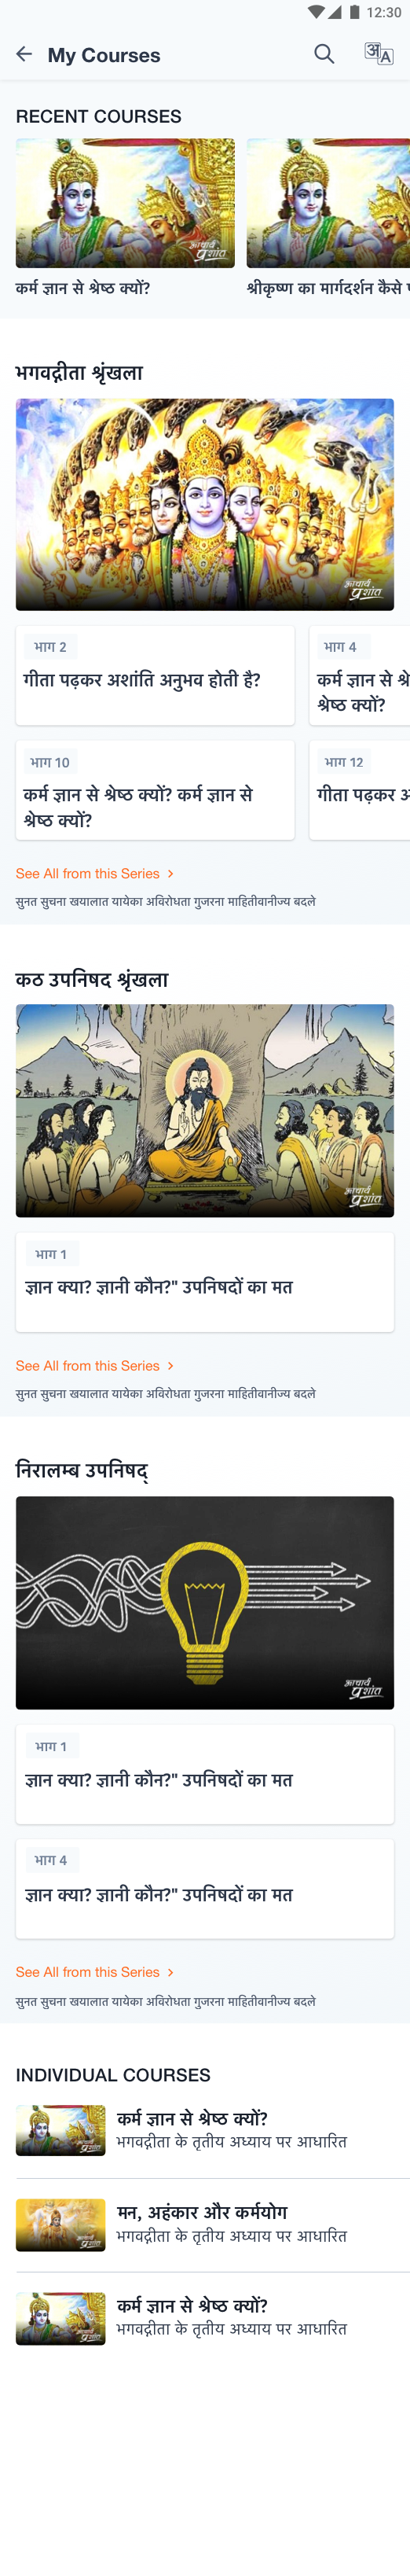 12:30
My Courses
अ A
RECENT COURSES
आचार्य
प्रशांत
कर्म ज्ञान से श्रेष्ठ क्यों?
श्रीकृष्ण का मार्गदर्शन कैसे
भगवद्गीता श्रृंखला
आचार्य
प्रशांत
भाग 2
गीता पढ़कर अशांति अनुभव होती है?
भाग 4
कर्म ज्ञान से श्रे
श्रेष्ठ क्यों?
भाग 10
कर्म ज्ञान से श्रेष्ठ क्यों? कर्म ज्ञान से
श्रेष्ठ क्यों?
भाग 12
गीता पढ़कर अ
See All from this Series
सुनत सुचना खयालात यायेका अविरोधता गुजरना माहितीवानीज्य बदले
कठ उपनिषद श्रृंखला
आचार्य
प्रशांत
भाग 1
ज्ञान क्या? ज्ञानी कौन?" उपनिषदों का मत
See All from this Series
सुनत सुचना खयालात यायेका अविरोधता गुजरना माहितीवानीज्य बदले
निरालम्ब उपनिषद्
आचार्य
प्रशांत
भाग 1
ज्ञान क्या? ज्ञानी कौन?" उपनिषदों का मत
भाग 4
ज्ञान क्या? ज्ञानी कौन?" उपनिषदों का मत
See All from this Series
सुनत सुचना खयालात यायेका अविरोधता गुजरना माहितीवानीज्य बदले
INDIVIDUAL COURSES
कर्म ज्ञान से श्रेष्ठ क्यों?
भगवद्गीता के तृतीय अध्याय पर आधारित
मन, अहंकार और कर्मयोग
भगवद्गीता के तृतीय अध्याय पर आधारित
कर्म ज्ञान से श्रेष्ठ क्यों?
भगवद्गीता के तृतीय अध्याय पर आधारित